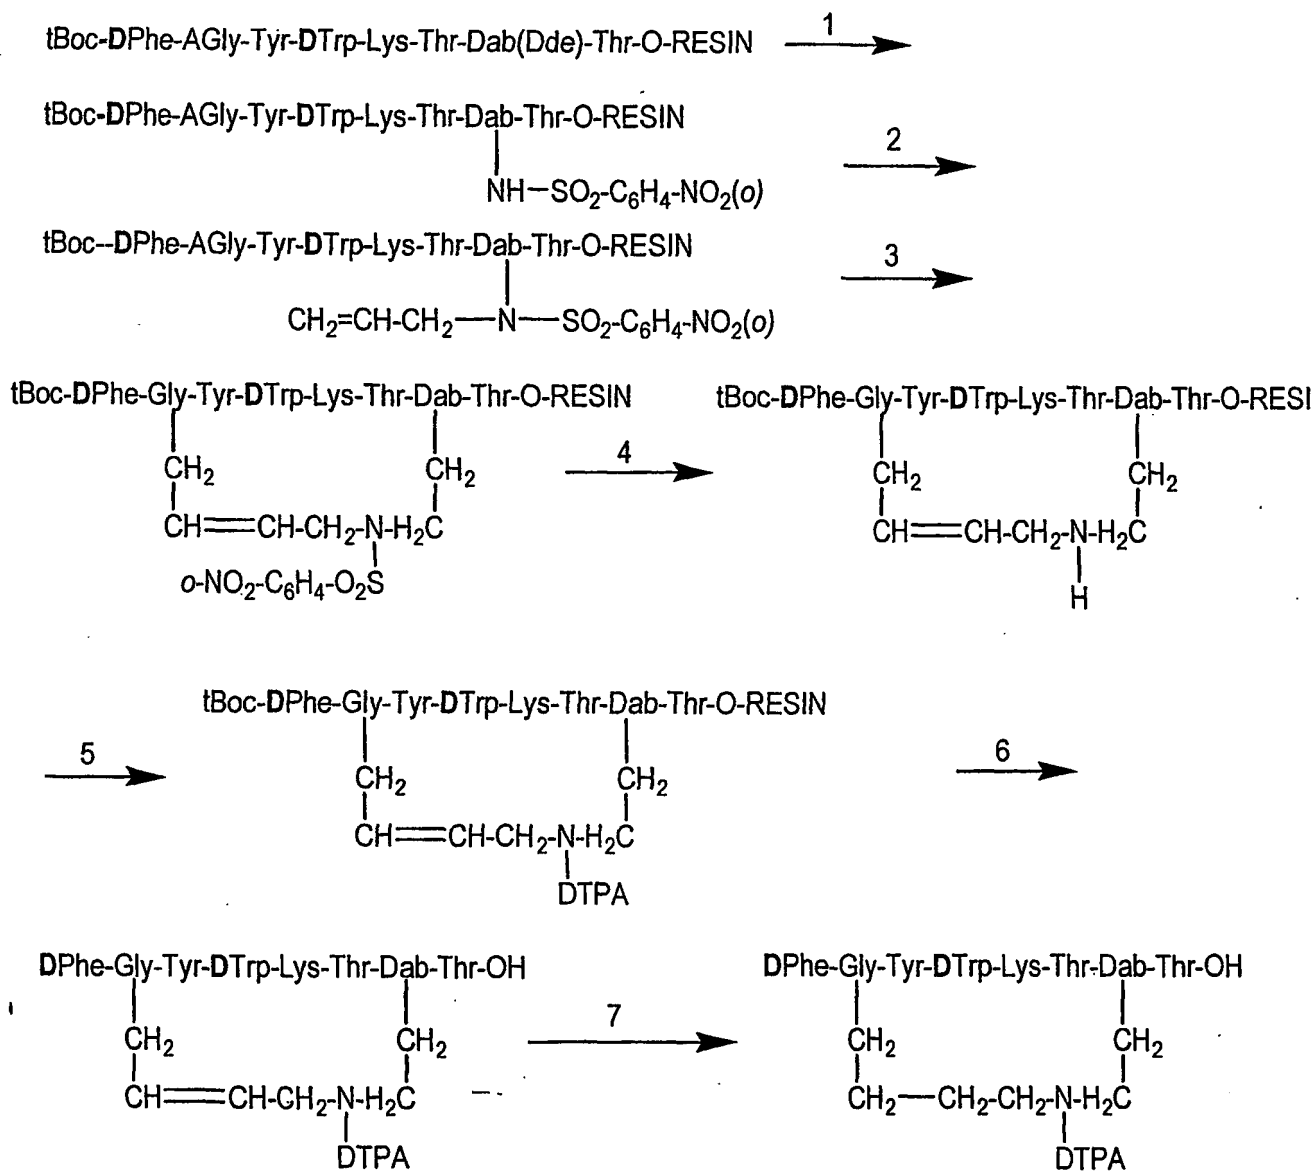 tBoc-DPhe-AGly-Tyr-DTrp-Lys-Thr-Dab(Dde)-Thr-O-RESIN 1
tBoc-DPhe-AGly-Tyr-DTrp-Lys-Thr-Dab-Thr-O-RESIN
2
NH-SO2-C6H4-NO2(o)
tBoc--DPhe-AGly-Tyr-DTrp-Lys-Thr-Dab-Thr-O-RESIN
3
CH2=CH-CH2-N-SO2-C6H4-NO2(o)
tBoc-DPhe-Gly-Tyr-DTrp-Lys-Thr-Dab-Thr-O-RESIN tBoc-DPhe-Gly-Tyr-DTrp-Lys-Thr-Dab-Thr-O-RESI
4
CH2 CH2 CH2 CH2
CH=CH-CH2-N-H2C CH=CH-CH2-N-H2C
o-NO2-C6H4-O2S H
tBoc-DPhe-Gly-Tyr-DTrp-Lys-Thr-Dab-Thr-O-RESIN
5 6
CH2 CH2
CH=CH-CH2-N-H2C
DTPA
DPhe-Gly-Tyr-DTrp-Lys-Thr-Dab-Thr-OH DPhe-Gly-Tyr-DTrp-Lys-Thr-Dab-Thr-OH
7
CH2 CH2 CH2 CH2
CH=CH-CH2-N-H2C CH2-CH2-CH2-N-H2C
DTPA DTPA